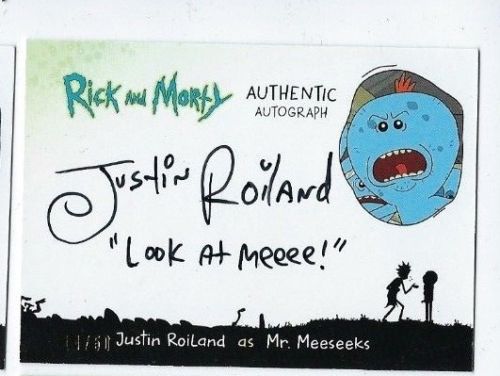 Rick and Morty
AUTHENTIC
AUTOGRAPH
Justin Roiland
"Look At Meeee!"
Justin Roiland as Mr. Meeseeks